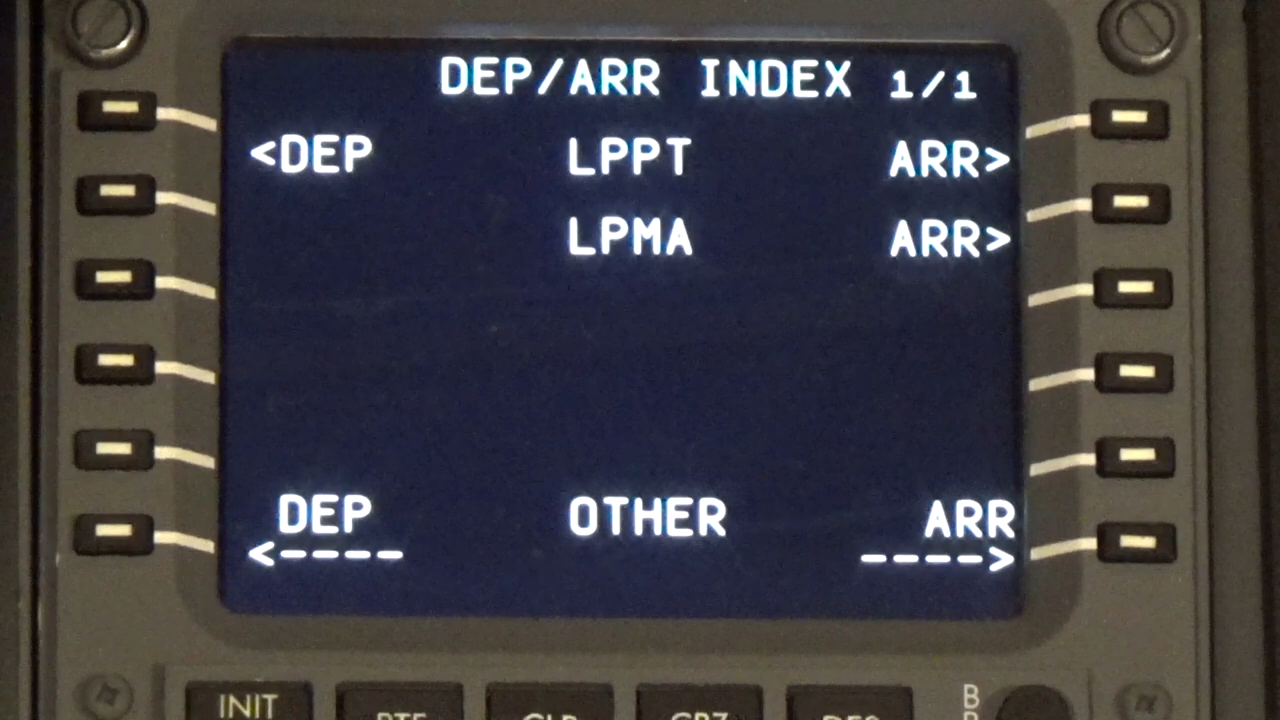 DEP/ARR INDEX 1/1
<DEP LPPT ARR>
LPMA ARR>
DEP OTHER ARR
<---- ---->
INIT